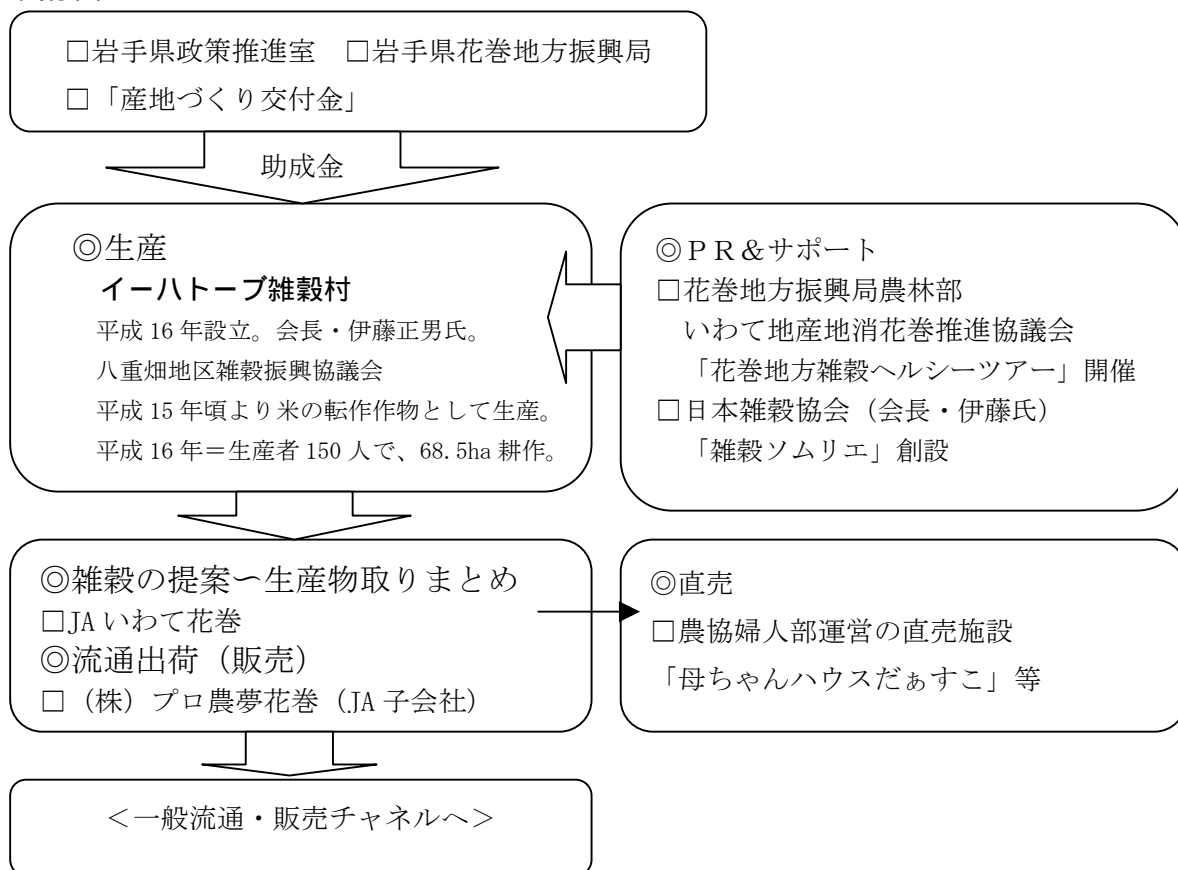 □岩手県政策推進室　□岩手県花巻地方振興局
□「産地づくり交付金」
助成金
◎生産
イーハトーブ雑穀村
平成16年設立。会長・伊藤正男氏。
八重畑地区雑穀振興協議会
平成15年頃より米の転作作物として生産。
平成16年＝生産者150人で、68.5ha耕作。
◎ＰＲ＆サポート
□花巻地方振興局農林部
いわて地産地消花巻推進協議会
「花巻地方雑穀ヘルシーツアー」開催
□日本雑穀協会（会長・伊藤氏）
「雑穀ソムリエ」創設
◎雑穀の提案～生産物取りまとめ
□JAいわて花巻
◎流通出荷（販売）
□（株）プロ農夢花巻（JA子会社）
◎直売
□農協婦人部運営の直売施設
「母ちゃんハウスだぁすこ」等
＜一般流通・販売チャネルへ＞